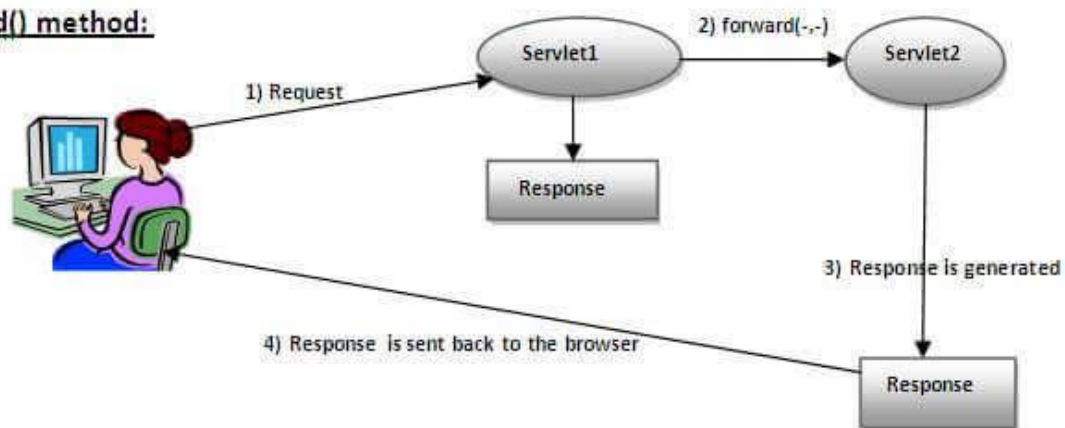 d() method:
2) forward(-,-)
Servlet1
Servlet2
1) Request
Response
3) Response is generated
4) Response is sent back to the browser
Response